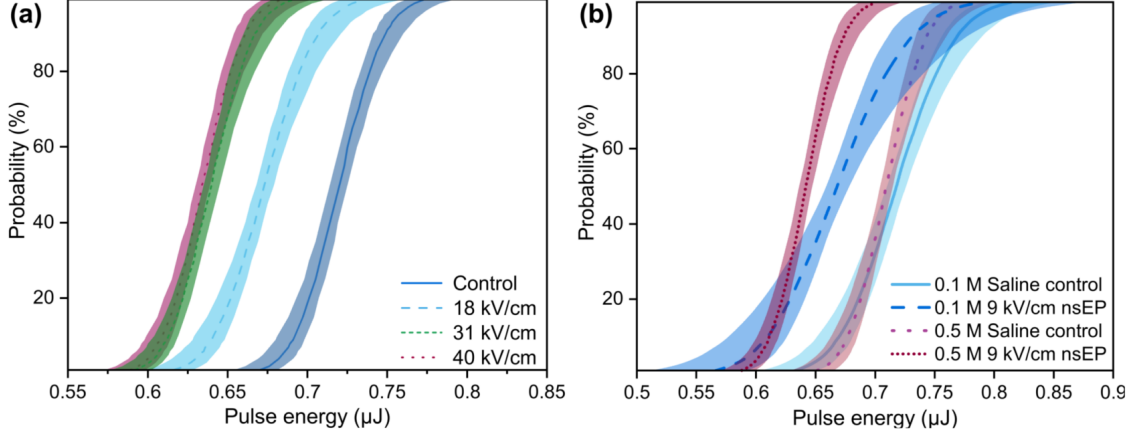 (a)
Probability (%)
80
60
40
20
0.55
0.6
0.65
0.7
0.75
0.8
0.85
Pulse energy (µJ)
Control
18 kV/cm
31 kV/cm
40 kV/cm
(b)
Probability (%)
80
60
40
20
0.5
0.55
0.6
0.65
0.7
0.75
0.8
0.85
0.9
Pulse energy (µJ)
0.1 M Saline control
0.1 M 9 kV/cm nsEP
0.5 M Saline control
0.5 M 9 kV/cm nsEP